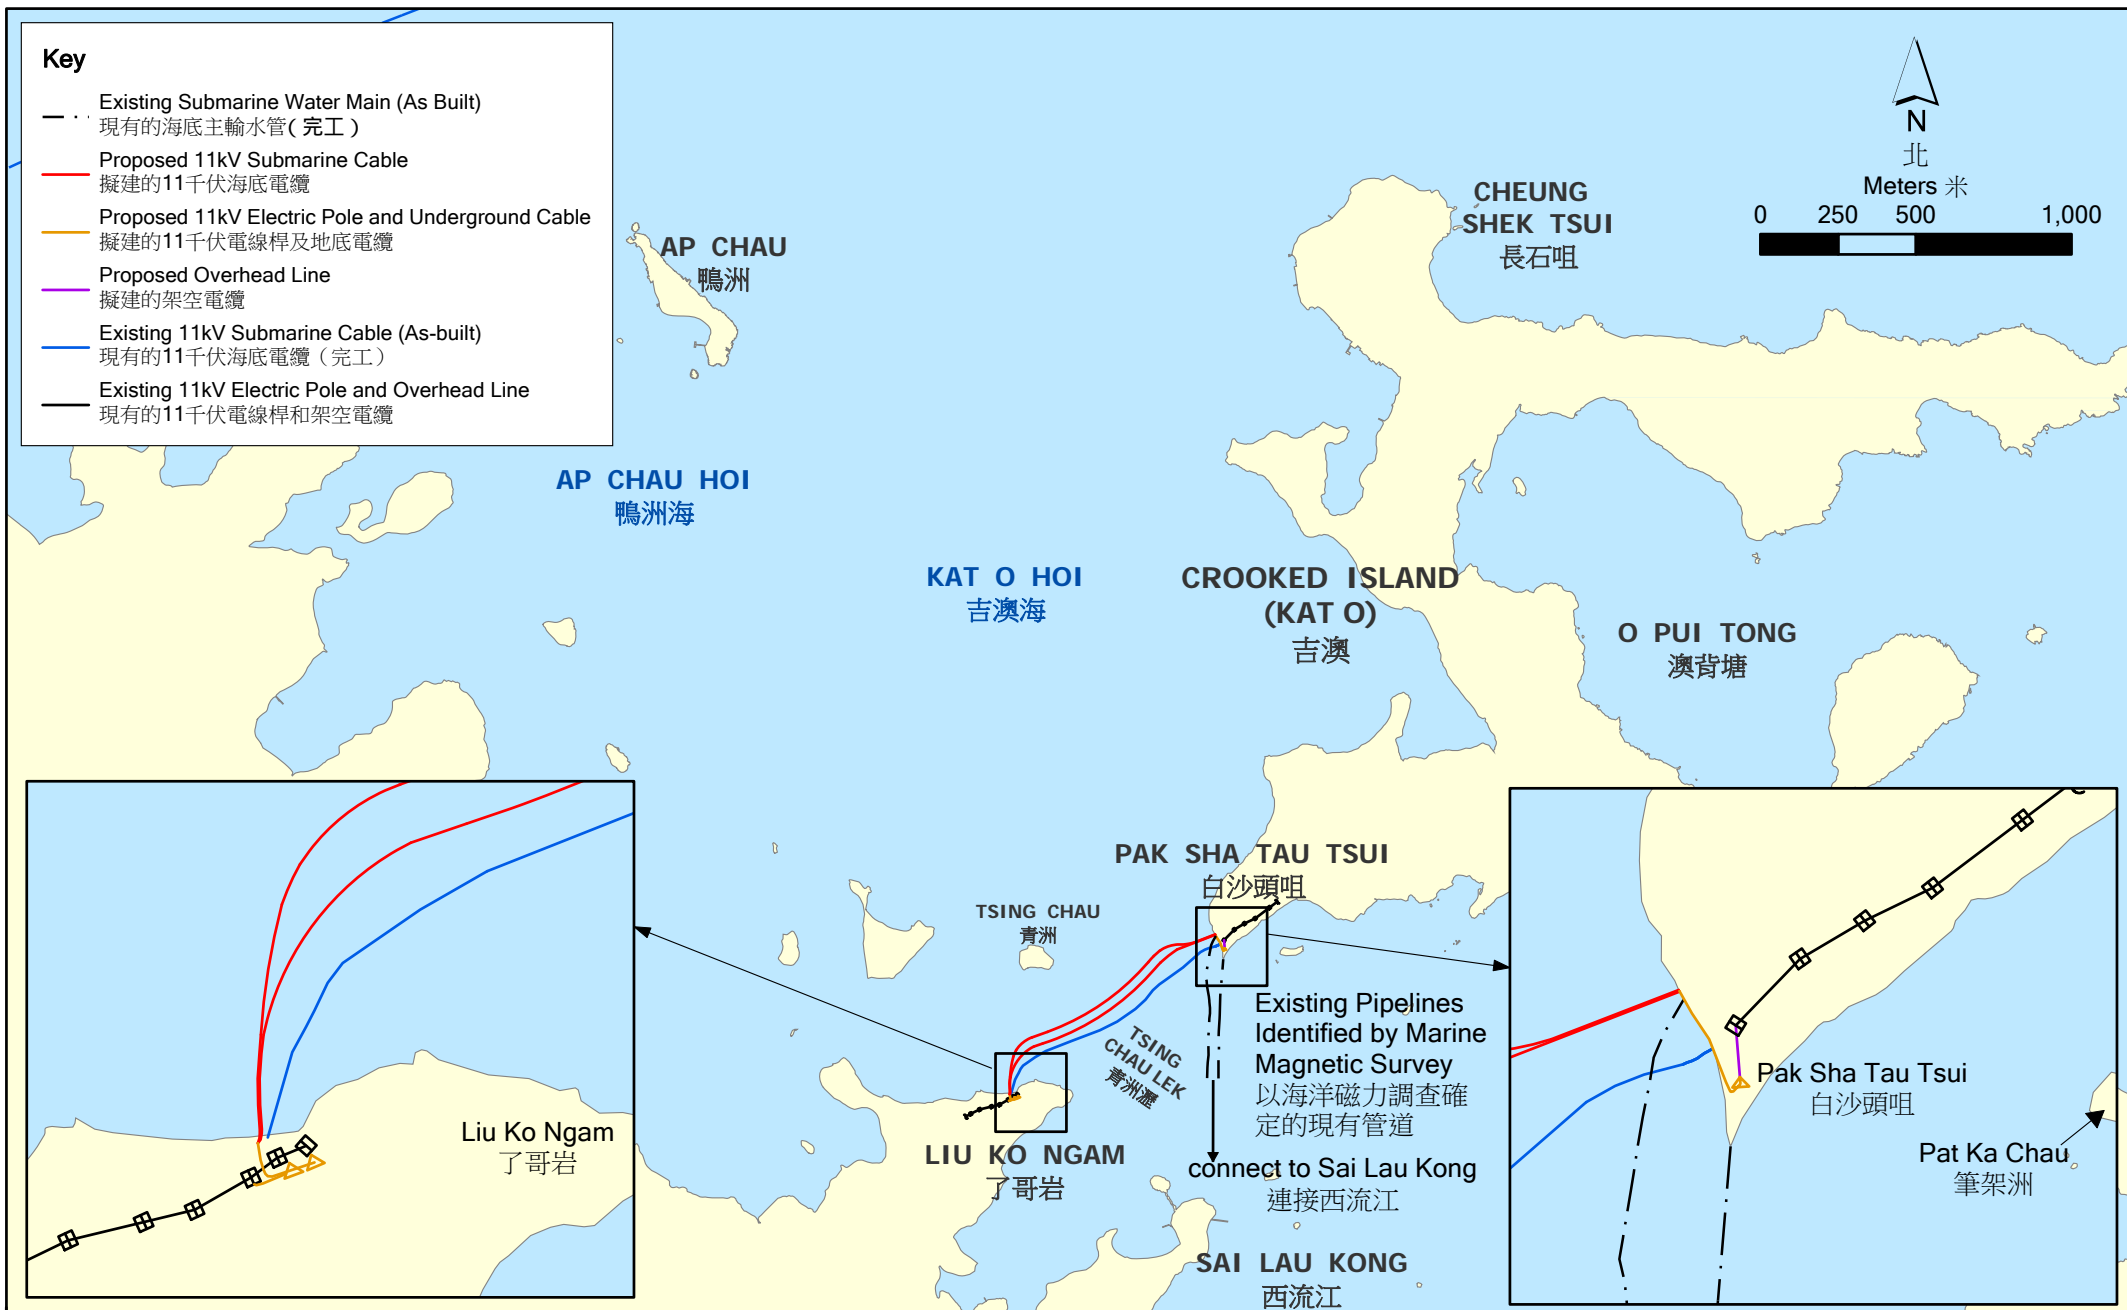 Key
Existing Submarine Water Main (As Built)
現有的海底主輸水管(完工)
Proposed 11kV Submarine Cable
擬建的11千伏海底電纜
Proposed 11kV Electric Pole and Underground Cable
擬建的11千伏電線桿及地底電纜
Proposed Overhead Line
擬建的架空電纜
Existing 11kV Submarine Cable (As-built)
現有的11千伏海底電纜（完工）
Existing 11kV Electric Pole and Overhead Line
現有的11千伏電線桿和架空電纜
N
北
Meters 米
0 250 500 1,000
CHEUNG
SHEK TSUI
長石咀
AP CHAU
鴨洲
AP CHAU HOI
鴨洲海
KAT O HOI
吉澳海
CROOKED ISLAND
(KAT O)
吉澳
O PUI TONG
澳背塘
PAK SHA TAU TSUI
白沙頭咀
TSING CHAU
青洲
TSING
CHAU LEK
青洲瀝
Existing Pipelines
Identified by Marine
Magnetic Survey
以海洋磁力調查確
定的現有管道
connect to Sai Lau Kong
連接西流江
LIU KO NGAM
了哥岩
SAI LAU KONG
西流江
Liu Ko Ngam
了哥岩
Pak Sha Tau Tsui
白沙頭咀
Pat Ka Chau
筆架洲